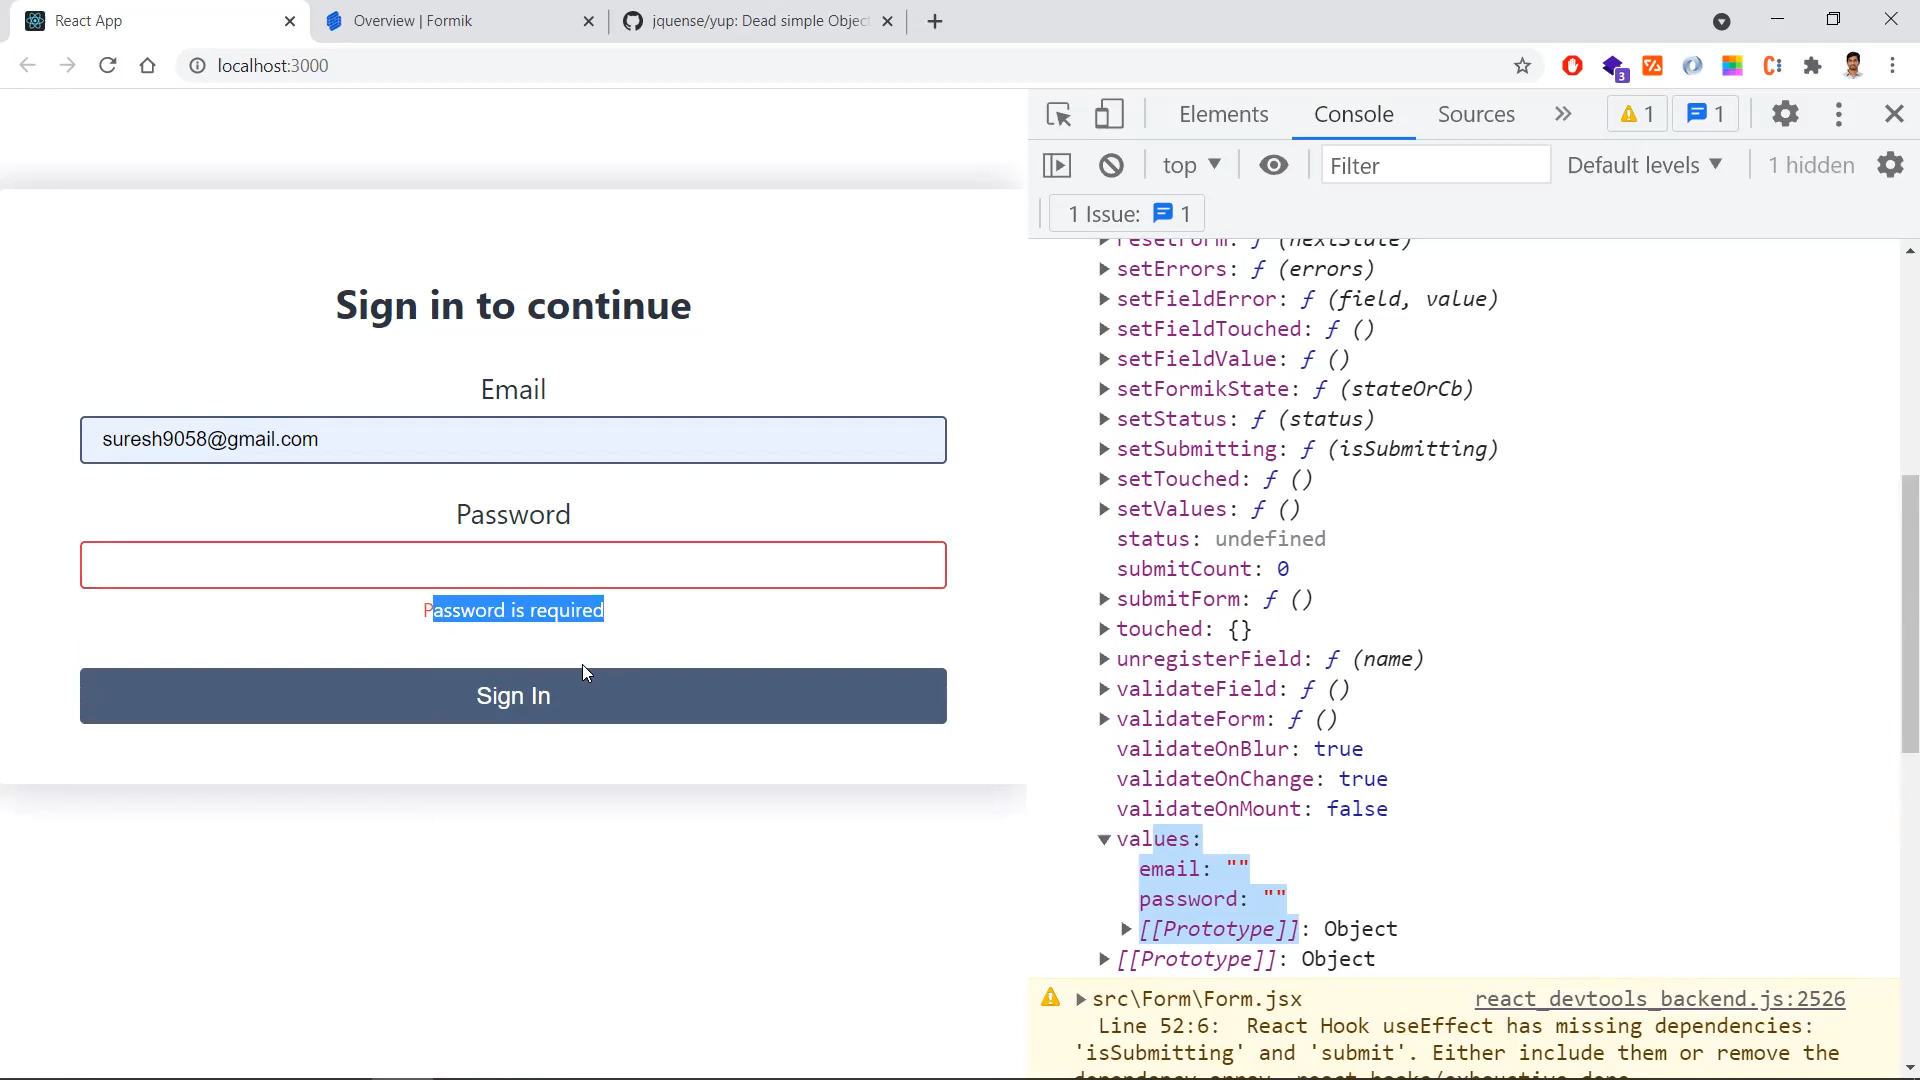 React App
Overview | Formik
jquense/yup: Dead simple Objec
localhost:3000
3
Elements
Console
Sources
1
1
top
Filter
Default levels
1 hidden
1 Issue:
1
Sign in to continue
Email
suresh9058@gmail.com
Password
Password is required
Sign In
resetForm: ƒ (nextState)
setErrors: ƒ (errors)
setFieldError: ƒ (field, value)
setFieldTouched: ƒ ()
setFieldValue: ƒ ()
setFormikState: ƒ (stateOrCb)
setStatus: ƒ (status)
setSubmitting: ƒ (isSubmitting)
setTouched: ƒ ()
setValues: ƒ ()
status: undefined
submitCount: 0
submitForm: ƒ ()
touched: {}
unregisterField: ƒ (name)
validateField: ƒ ()
validateForm: ƒ ()
validateOnBlur: true
validateOnChange: true
validateOnMount: false
values:
email: ""
password: ""
[[Prototype]]: Object
[[Prototype]]: Object
src\Form\Form.jsx react_devtools_backend.js:2526
Line 52:6: React Hook useEffect has missing dependencies:
'isSubmitting' and 'submit'. Either include them or remove the